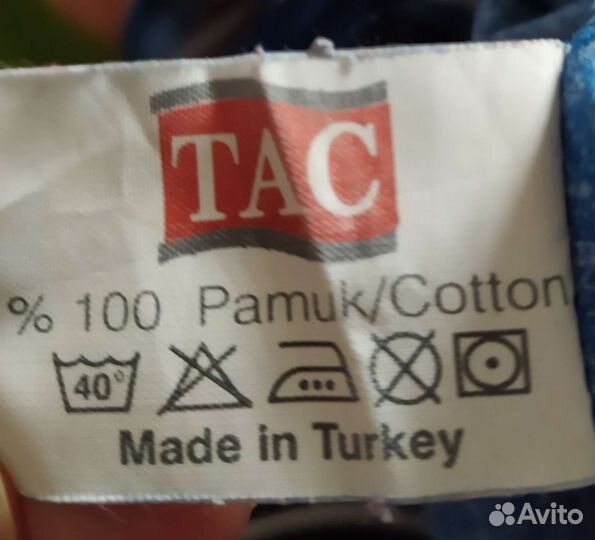 TAC
% 100 Pamuk/Cotton
40°
Made in Turkey
Avito